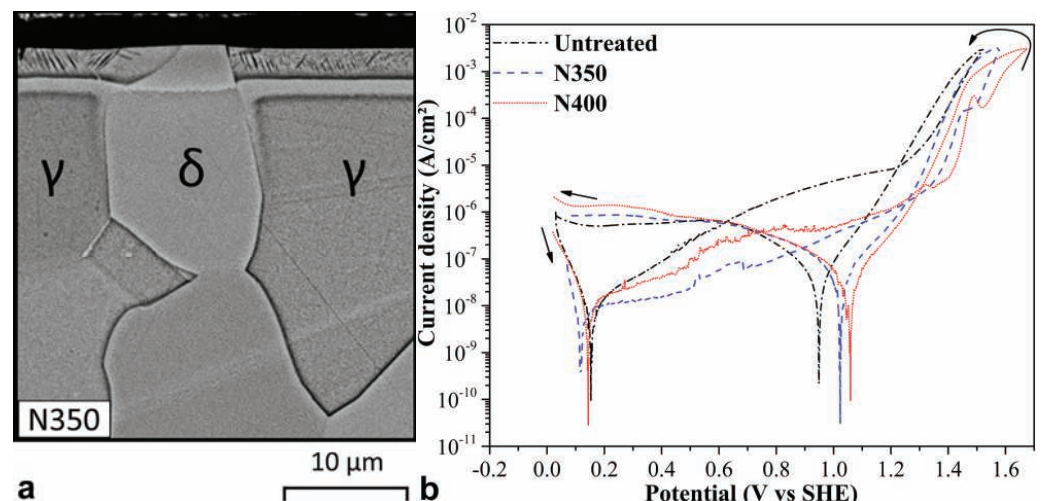 γ
δ
γ
N350
10 μm
a
Untreated
N350
N400
Current density (A/cm²)
10⁻²
10⁻³
10⁻⁴
10⁻⁵
10⁻⁶
10⁻⁷
10⁻⁸
10⁻⁹
10⁻¹⁰
10⁻¹¹
-0.2 0.0 0.2 0.4 0.6 0.8 1.0 1.2 1.4 1.6
b
Potential (V vs SHE)